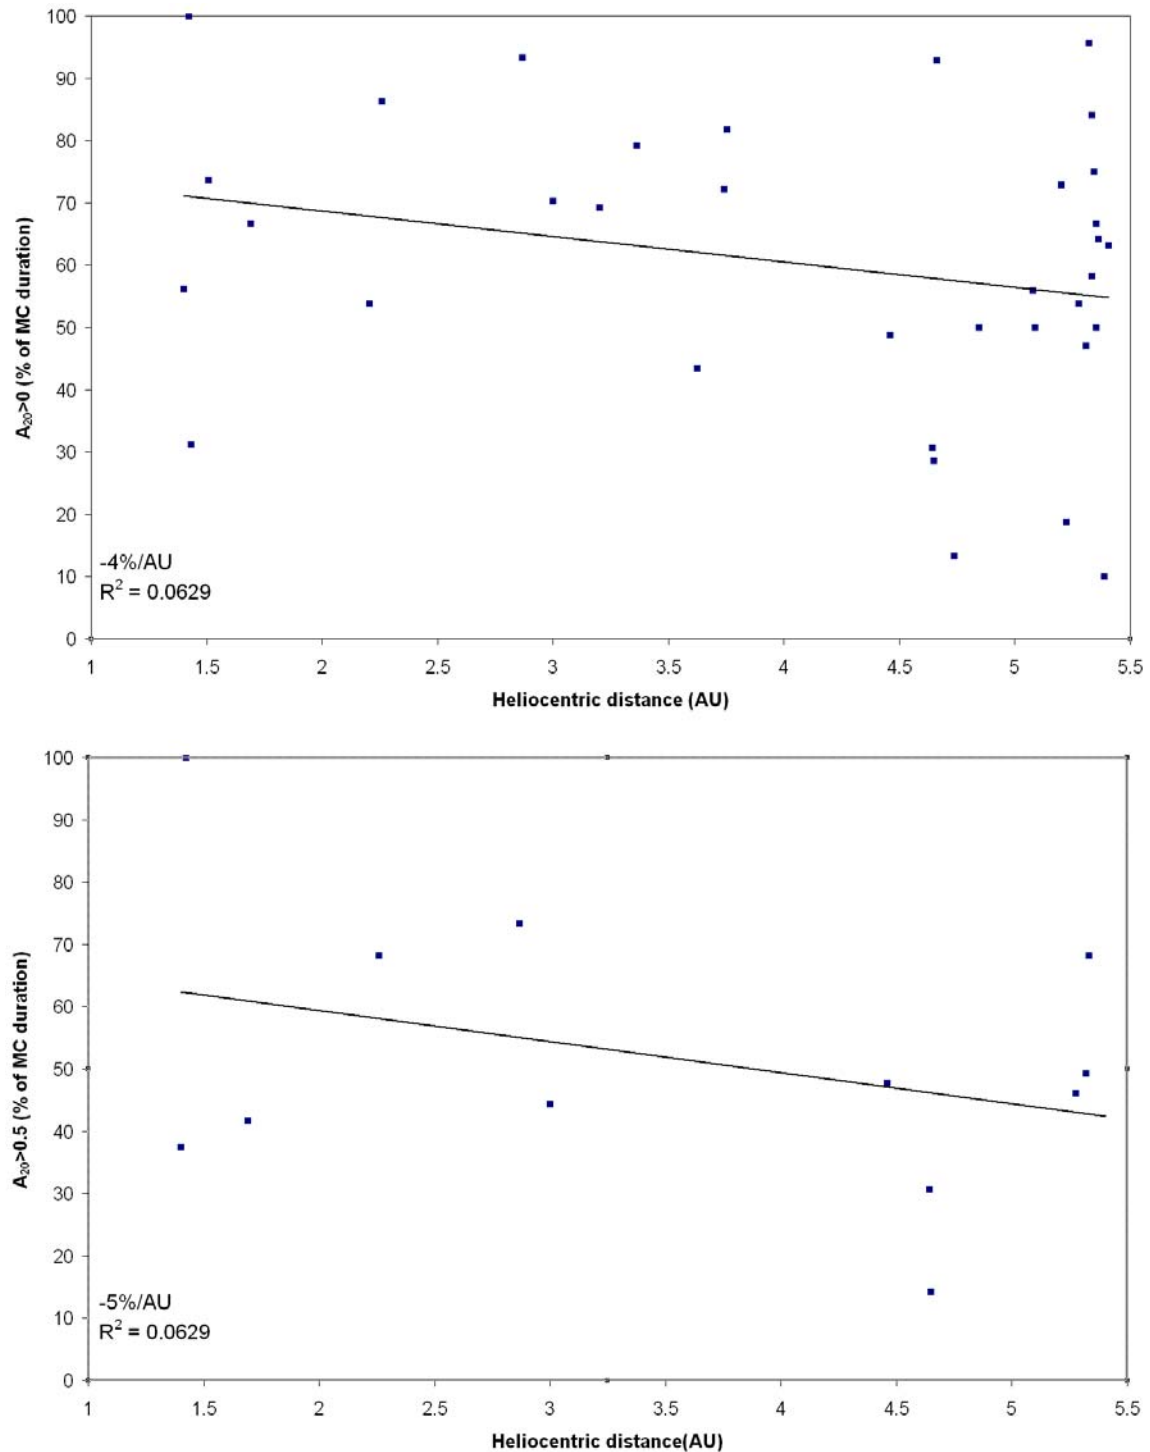 100
90
80
70
60
50
40
30
20
10
0
A₂₀>0 (% of MC duration)
-4%/AU
R² = 0.0629
1 1.5 2 2.5 3 3.5 4 4.5 5 5.5
Heliocentric distance (AU)
100
90
80
70
60
50
40
30
20
10
0
A₂₀>0.5 (% of MC duration)
-5%/AU
R² = 0.0629
1 1.5 2 2.5 3 3.5 4 4.5 5 5.5
Heliocentric distance(AU)